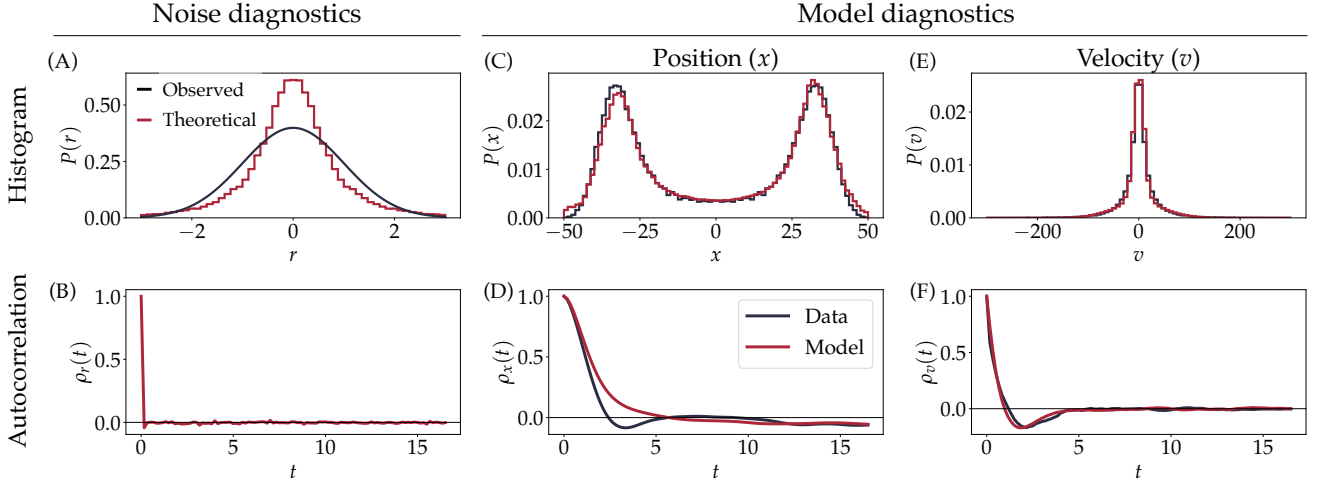 Noise diagnostics
Model diagnostics
Histogram
Autocorrelation
(A)
Observed
Theoretical
P(r)
0.50
0.25
0.00
−2
0
2
r
(C)
Position (x)
P(x)
0.02
0.01
0.00
−50
−25
0
25
50
x
(E)
Velocity (v)
P(v)
0.02
0.01
0.00
−200
0
200
v
(B)
ρr(t)
1.0
0.5
0.0
0
5
10
15
t
(D)
Data
Model
ρx(t)
1.0
0.5
0.0
0
5
10
15
t
(F)
ρv(t)
1.0
0.5
0.0
0
5
10
15
t